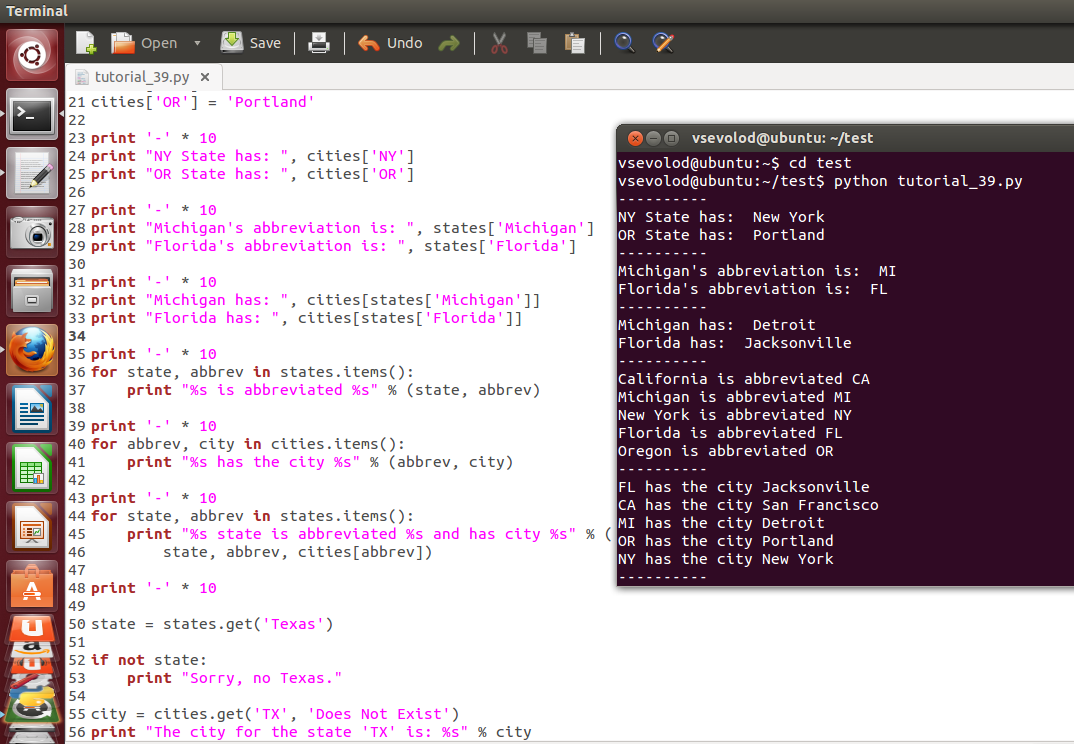 Terminal
Open Save Undo
tutorial_39.py
21 cities['OR'] = 'Portland'
22
23 print '-' * 10
24 print "NY State has: ", cities['NY']
25 print "OR State has: ", cities['OR']
26
27 print '-' * 10
28 print "Michigan's abbreviation is: ", states['Michigan']
29 print "Florida's abbreviation is: ", states['Florida']
30
31 print '-' * 10
32 print "Michigan has: ", cities[states['Michigan']]
33 print "Florida has: ", cities[states['Florida']]
34
35 print '-' * 10
36 for state, abbrev in states.items():
37     print "%s is abbreviated %s" % (state, abbrev)
38
39 print '-' * 10
40 for abbrev, city in cities.items():
41     print "%s has the city %s" % (abbrev, city)
42
43 print '-' * 10
44 for state, abbrev in states.items():
45     print "%s state is abbreviated %s and has city %s" % (
46         state, abbrev, cities[abbrev])
47
48 print '-' * 10
49
50 state = states.get('Texas')
51
52 if not state:
53     print "Sorry, no Texas."
54
55 city = cities.get('TX', 'Does Not Exist')
56 print "The city for the state 'TX' is: %s" % city
vsevolod@ubuntu: ~/test
vsevolod@ubuntu:~$ cd test
vsevolod@ubuntu:~/test$ python tutorial_39.py
----------
NY State has:  New York
OR State has:  Portland
----------
Michigan's abbreviation is:  MI
Florida's abbreviation is:  FL
----------
Michigan has:  Detroit
Florida has:  Jacksonville
----------
California is abbreviated CA
Michigan is abbreviated MI
New York is abbreviated NY
Florida is abbreviated FL
Oregon is abbreviated OR
----------
FL has the city Jacksonville
CA has the city San Francisco
MI has the city Detroit
OR has the city Portland
NY has the city New York
----------